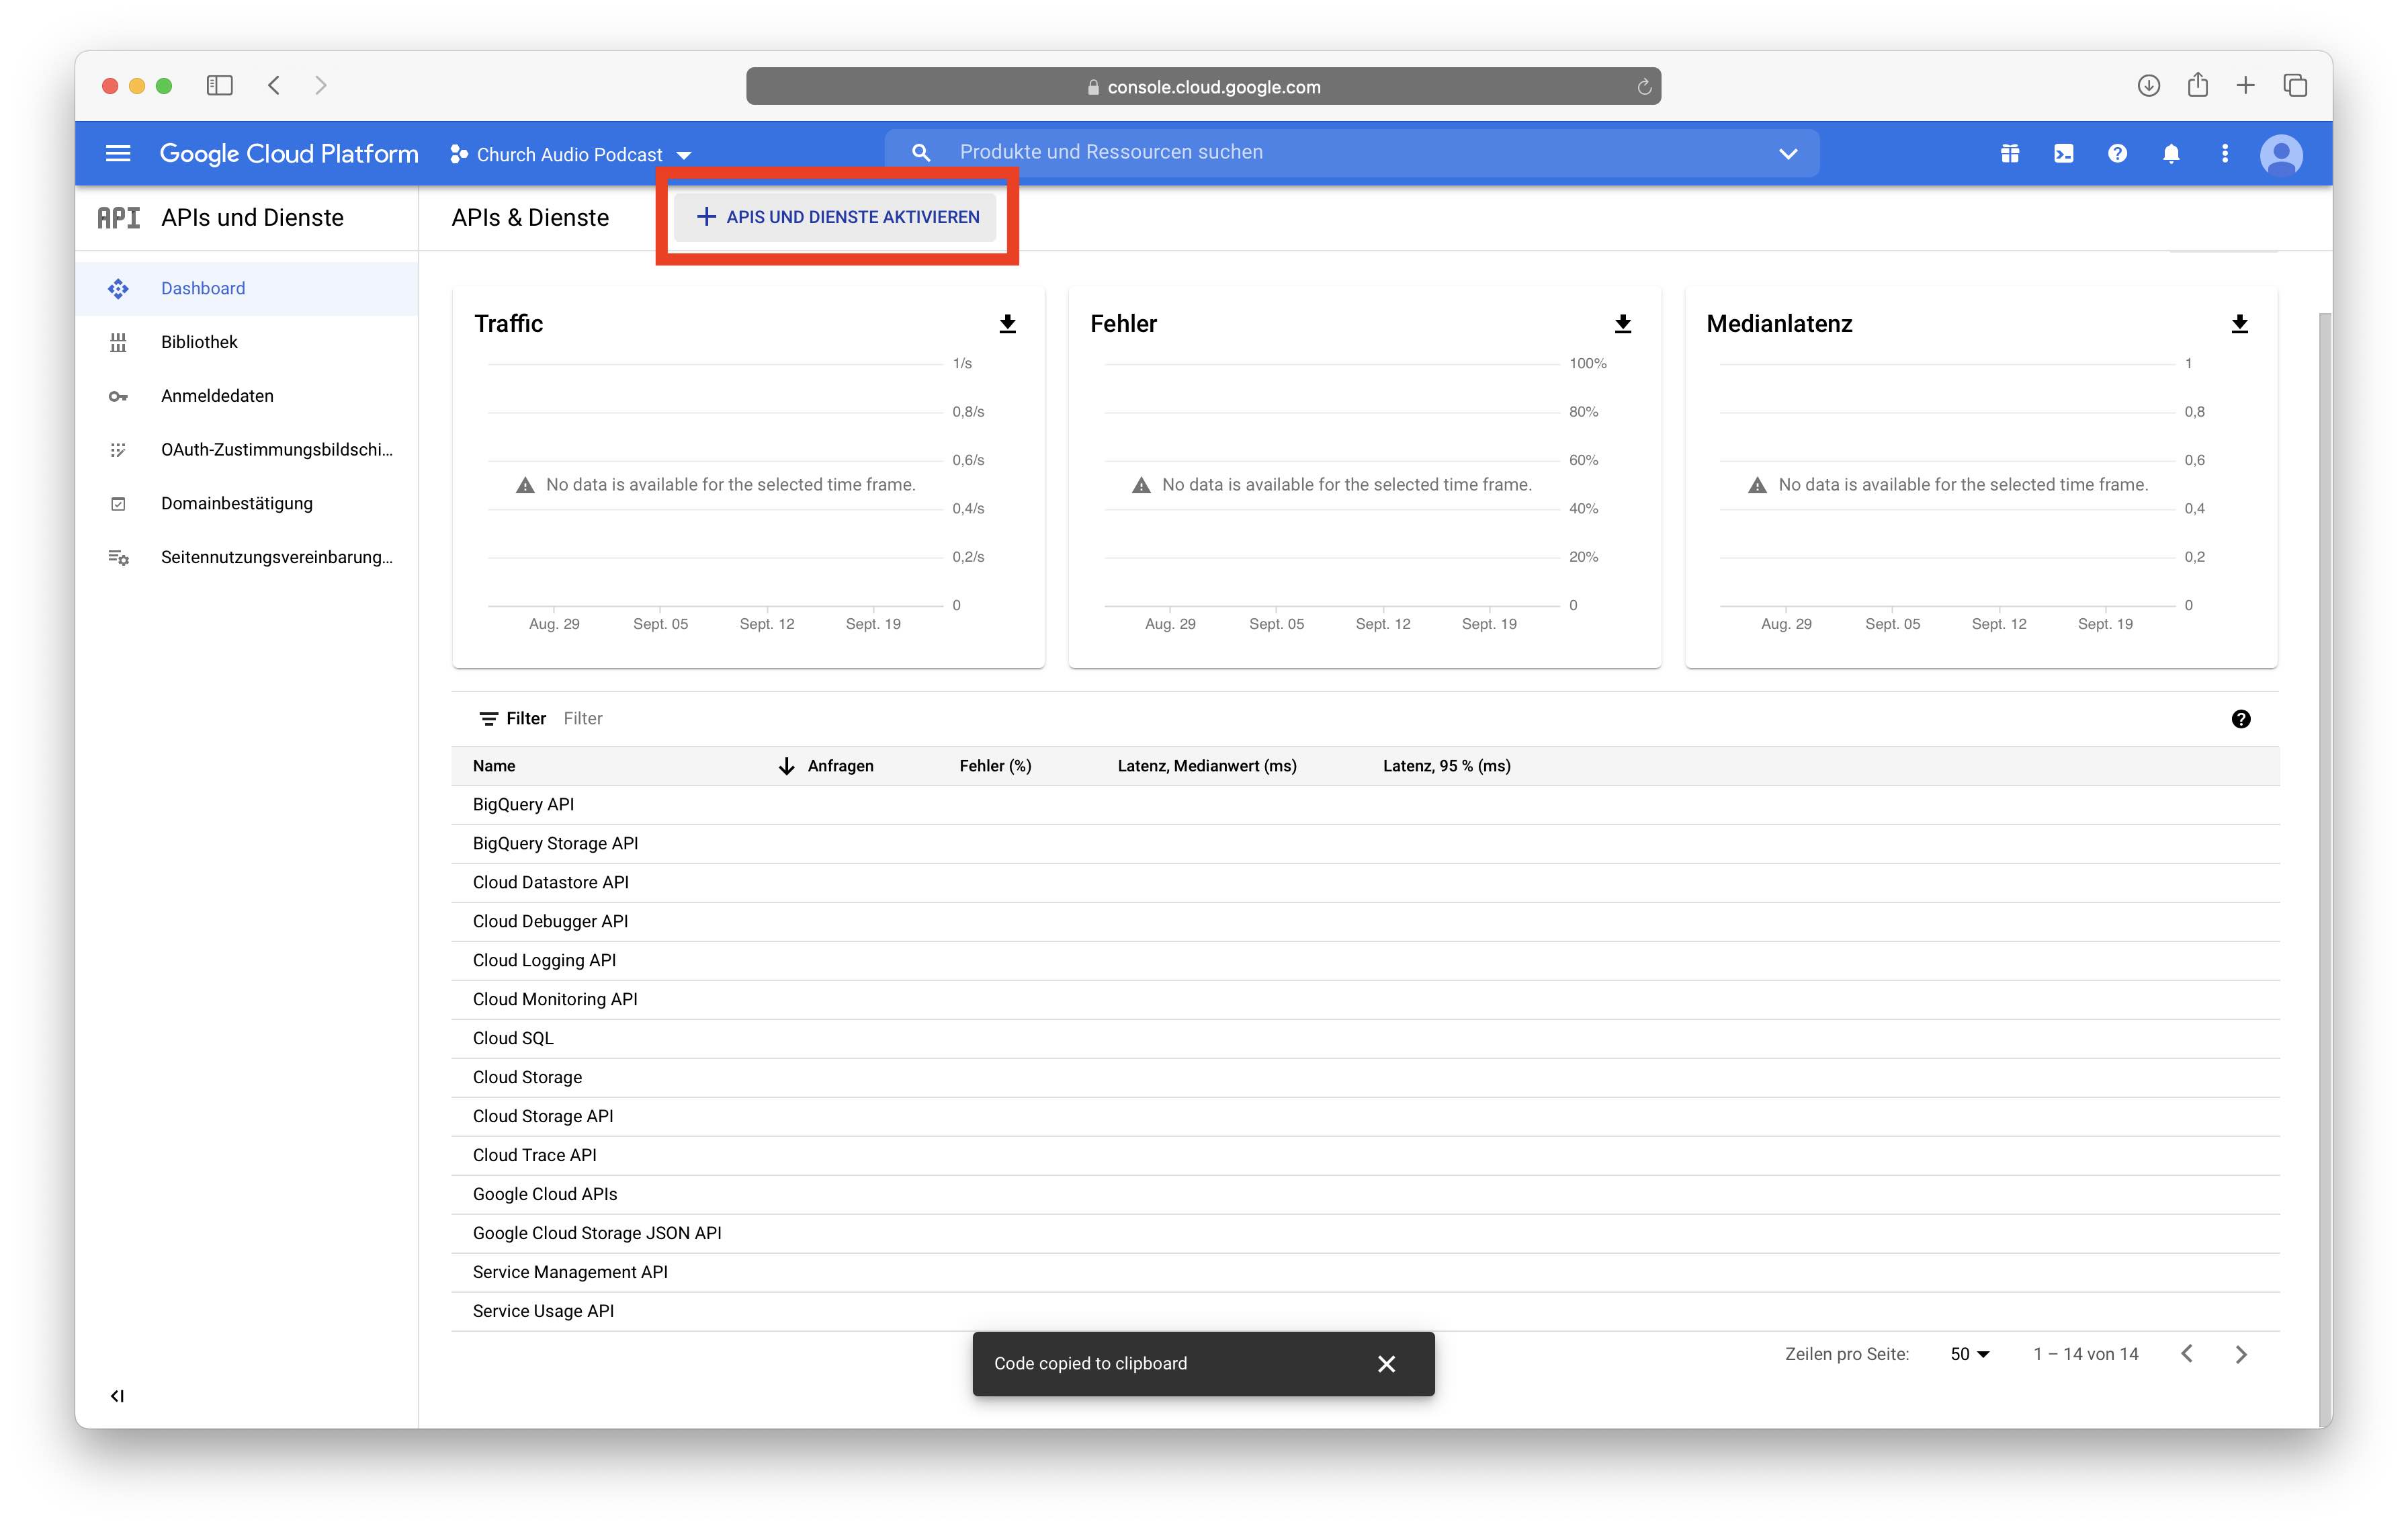 console.cloud.google.com
Google Cloud Platform
Church Audio Podcast
Produkte und Ressourcen suchen
API
APIs und Dienste
APIs & Dienste
APIS UND DIENSTE AKTIVIEREN
Dashboard
Bibliothek
Anmeldedaten
OAuth-Zustimmungsbildschi...
Domainbestätigung
Seitennutzungsvereinbarung...
Traffic
1/s
0,8/s
0,6/s
No data is available for the selected time frame.
0,4/s
0,2/s
0
Aug. 29 Sept. 05 Sept. 12 Sept. 19
Fehler
100%
80%
60%
No data is available for the selected time frame.
40%
20%
0
Aug. 29 Sept. 05 Sept. 12 Sept. 19
Medianlatenz
1
0,8
0,6
No data is available for the selected time frame.
0,4
0,2
0
Aug. 29 Sept. 05 Sept. 12 Sept. 19
Filter Filter
Name Anfragen Fehler (%) Latenz, Medianwert (ms) Latenz, 95 % (ms)
BigQuery API
BigQuery Storage API
Cloud Datastore API
Cloud Debugger API
Cloud Logging API
Cloud Monitoring API
Cloud SQL
Cloud Storage
Cloud Storage API
Cloud Trace API
Google Cloud APIs
Google Cloud Storage JSON API
Service Management API
Service Usage API
Zeilen pro Seite: 50 1 – 14 von 14
Code copied to clipboard